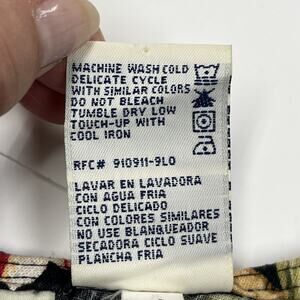 MACHINE WASH COLD
DELICATE CYCLE
WITH SIMILAR COLORS
DO NOT BLEACH
TUMBLE DRY LOW
TOUCH-UP WITH
COOL IRON
RFC# 910911-9L0
LAVAR EN LAVADORA
CON AGUA FRIA
CICLO DELICADO
CON COLORES SIMILARES
NO USE BLANQUEADOR
SECADORA CICLO SUAVE
PLANCHA FRIA